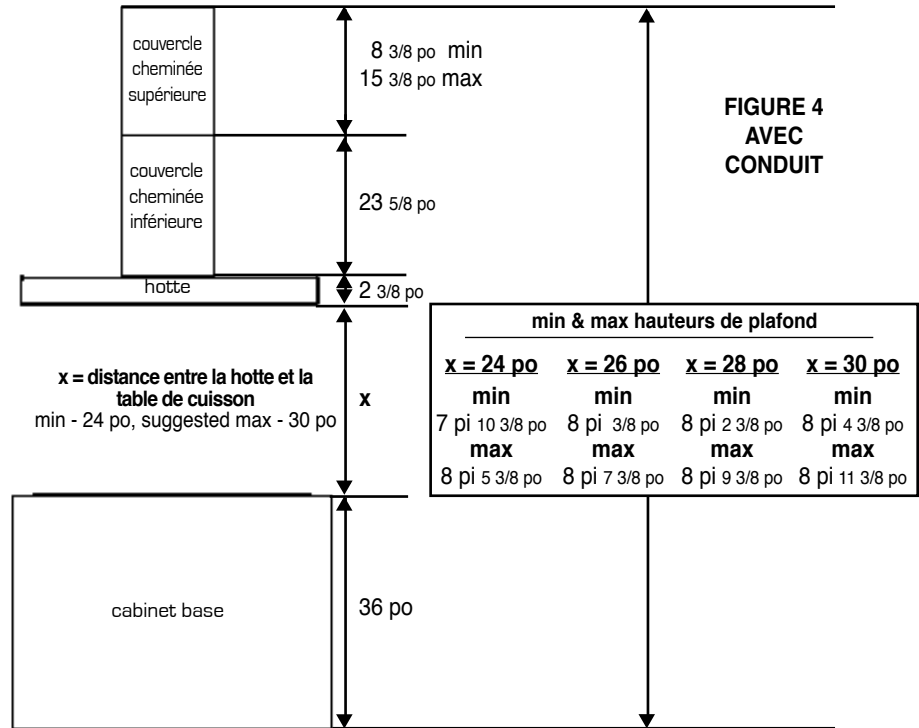 couvercle
cheminée
supérieure
8 3/8 po min
15 3/8 po max
FIGURE 4
AVEC
CONDUIT
couvercle
cheminée
inférieure
23 5/8 po
hotte
2 3/8 po
x = distance entre la hotte et la
table de cuisson
min - 24 po, suggested max - 30 po
x
min & max hauteurs de plafond
x = 24 po x = 26 po x = 28 po x = 30 po
min min min min
7 pi 10 3/8 po 8 pi 3/8 po 8 pi 2 3/8 po 8 pi 4 3/8 po
max max max max
8 pi 5 3/8 po 8 pi 7 3/8 po 8 pi 9 3/8 po 8 pi 11 3/8 po
cabinet base
36 po